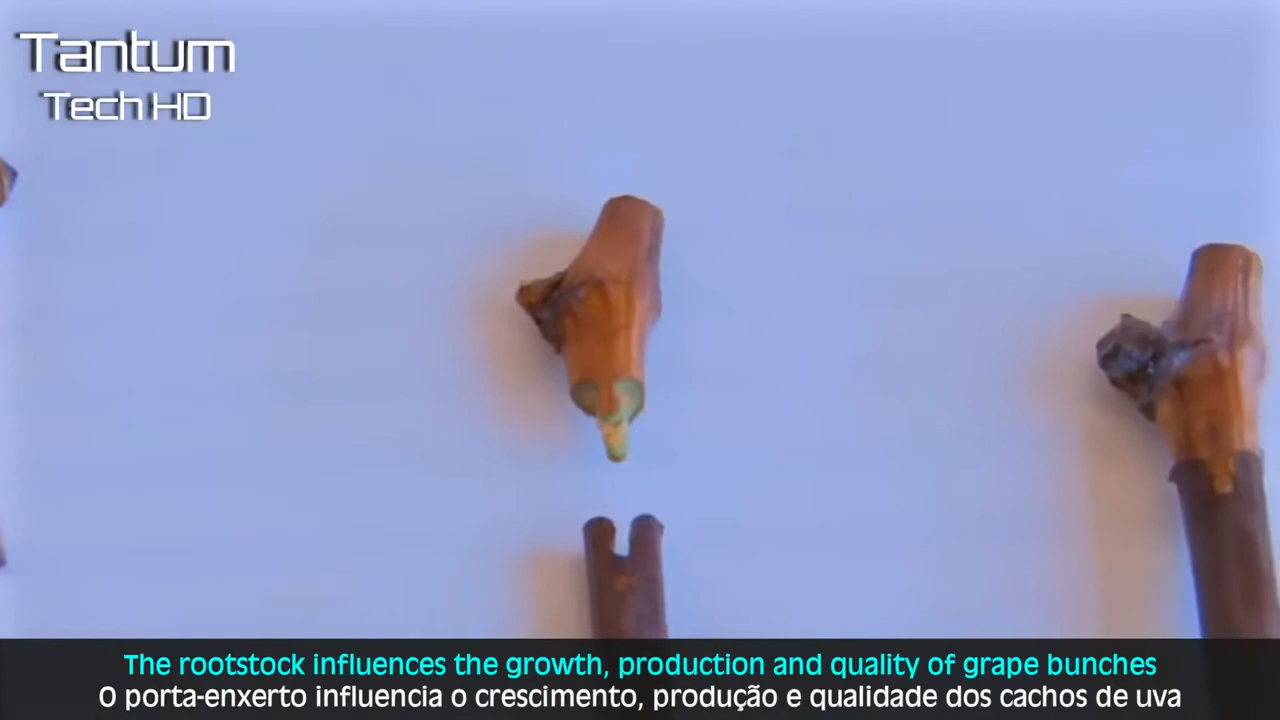 Tantum
Tech HD
The rootstock influences the growth, production and quality of grape bunches
O porta-enxerto influencia o crescimento, produção e qualidade dos cachos de uva